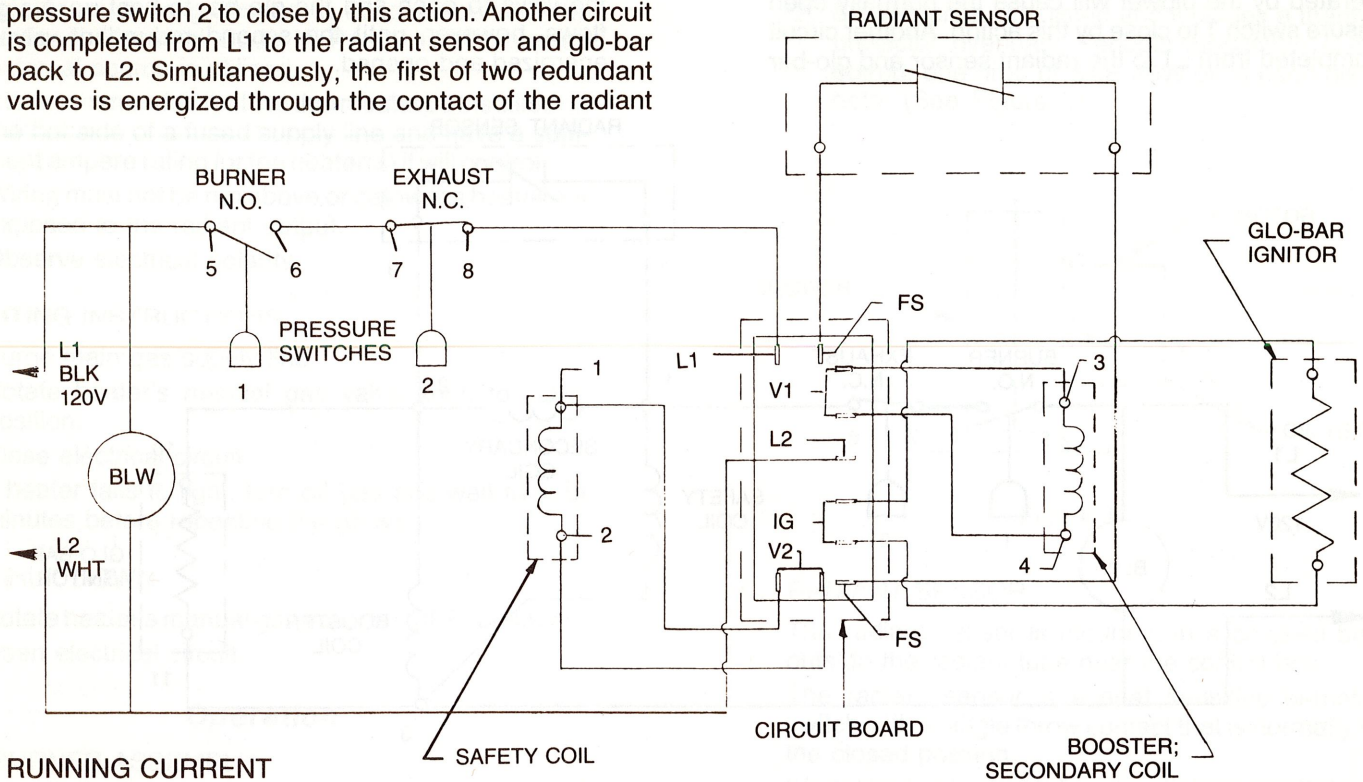 pressure switch 2 to close by this action. Another circuit
is completed from L1 to the radiant sensor and glo-bar
back to L2. Simultaneously, the first of two redundant
valves is energized through the contact of the radiant
RADIANT SENSOR
BURNER
N.O.
EXHAUST
N.C.
5
6
7
8
GLO-BAR
IGNITOR
PRESSURE
SWITCHES
1
2
L1
BLK
120V
BLW
L2
WHT
1
2
SAFETY COIL
FS
L1
V1
L2
IG
V2
FS
3
4
CIRCUIT BOARD
BOOSTER;
SECONDARY COIL
RUNNING CURRENT